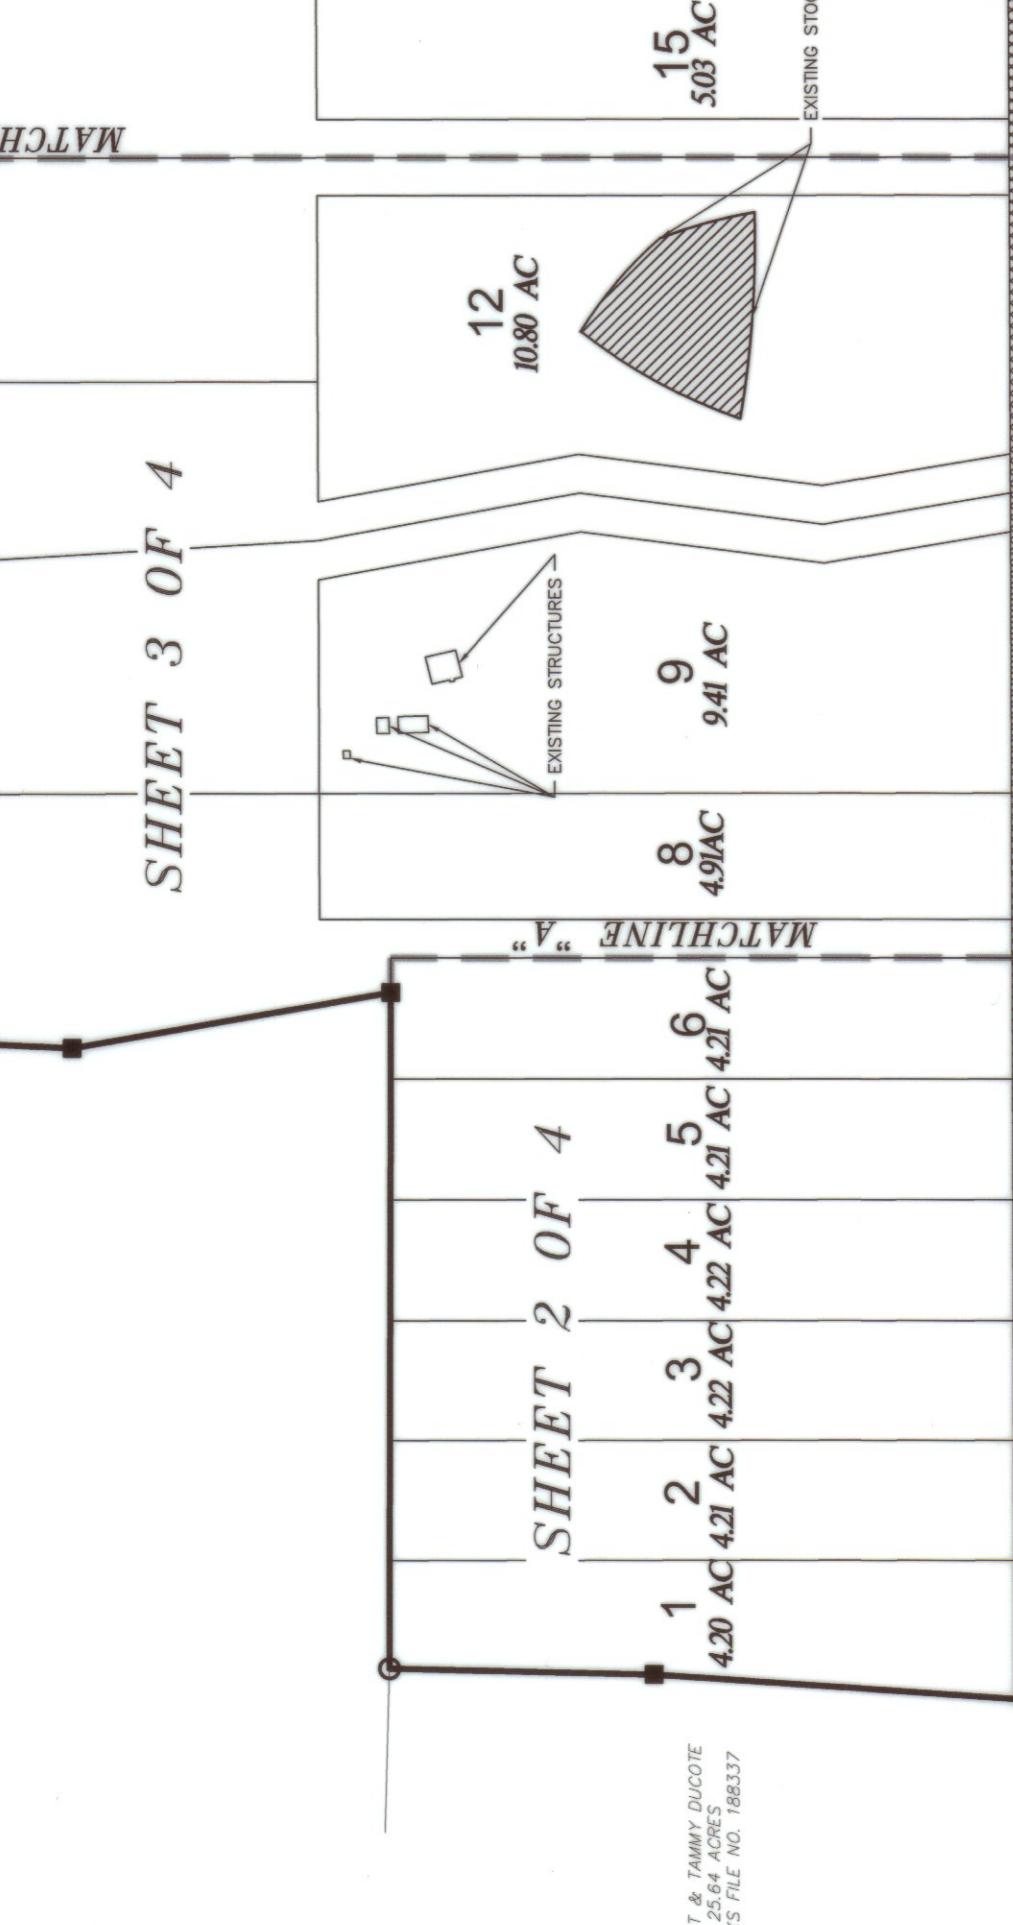 MATCH
15
5.03 AC
EXISTING
12
10.80 AC
SHEET 3 OF 4
EXISTING STRUCTURES
9
9.41 AC
8
4.91AC
MATCHLINE "A"
SHEET 2 OF 4
6
4.21 AC
5
4.21 AC
4
4.22 AC
3
4.22 AC
2
4.21 AC
1
4.20 AC
T & TAMMY DUCOTE
25.64 ACRES
FILE NO. 188337